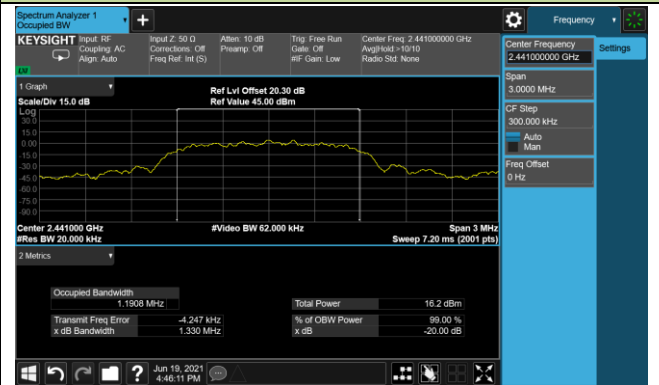 Spectrum Analyzer 1
Occupied BW
Frequency
KEYSIGHT
Input: RF
Coupling: AC
Align: Auto
Input Z: 50 Ω
Corrections: Off
Freq Ref: Int (S)
Atten: 10 dB
Preamp: Off
Trig: Free Run
Gate: Off
#IF Gain: Low
Center Freq: 2.441000000 GHz
Avg|Hold:>10/10
Radio Std: None
Center Frequency
2.441000000 GHz
Settings
Span
3.0000 MHz
CF Step
300.000 kHz
Auto
Man
Freq Offset
0 Hz
1 Graph
Scale/Div 15.0 dB
Ref Lvl Offset 20.30 dB
Ref Value 45.00 dBm
Log
30.0
15.0
0.00
-15.0
-30.0
-45.0
-60.0
-75.0
-90.0
Center 2.441000 GHz
#Res BW 20.000 kHz
#Video BW 62.000 kHz
Span 3 MHz
Sweep 7.20 ms (2001 pts)
2 Metrics
Occupied Bandwidth
1.1908 MHz
Total Power 16.2 dBm
Transmit Freq Error -4.247 kHz
% of OBW Power 99.00 %
x dB Bandwidth 1.330 MHz
x dB -20.00 dB
Jun 19, 2021
4:46:11 PM